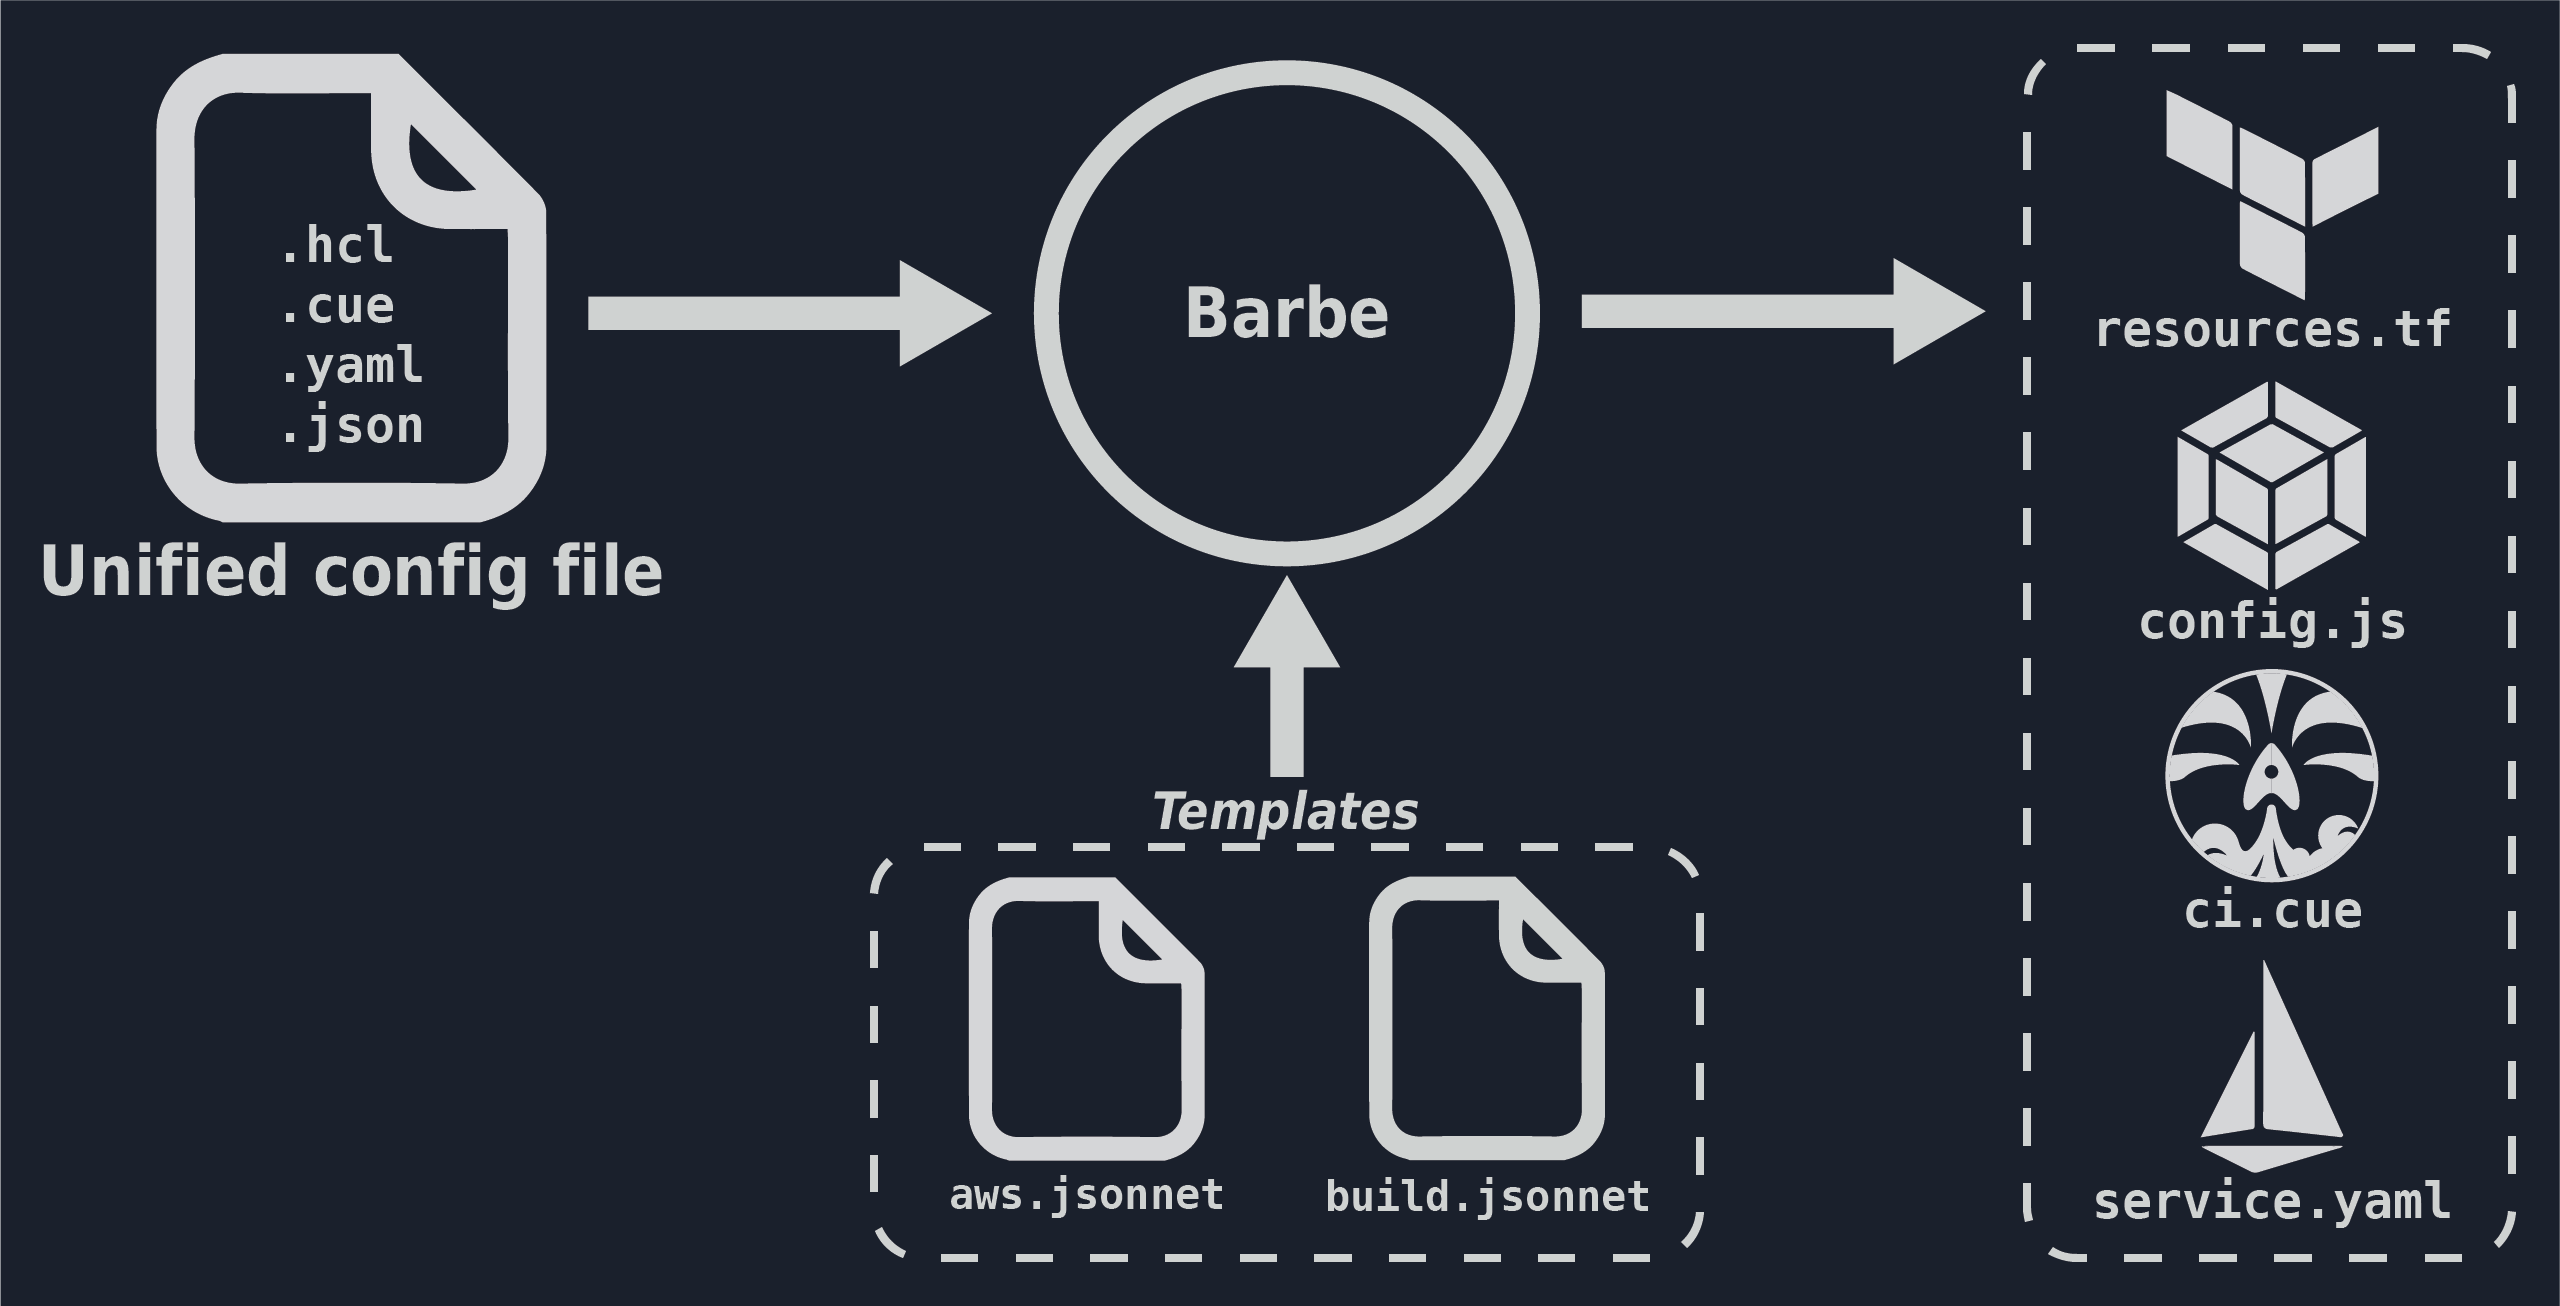 .hcl
.cue
.yaml
.json
Unified config file
Barbe
Templates
aws.jsonnet
build.jsonnet
resources.tf
config.js
ci.cue
service.yaml